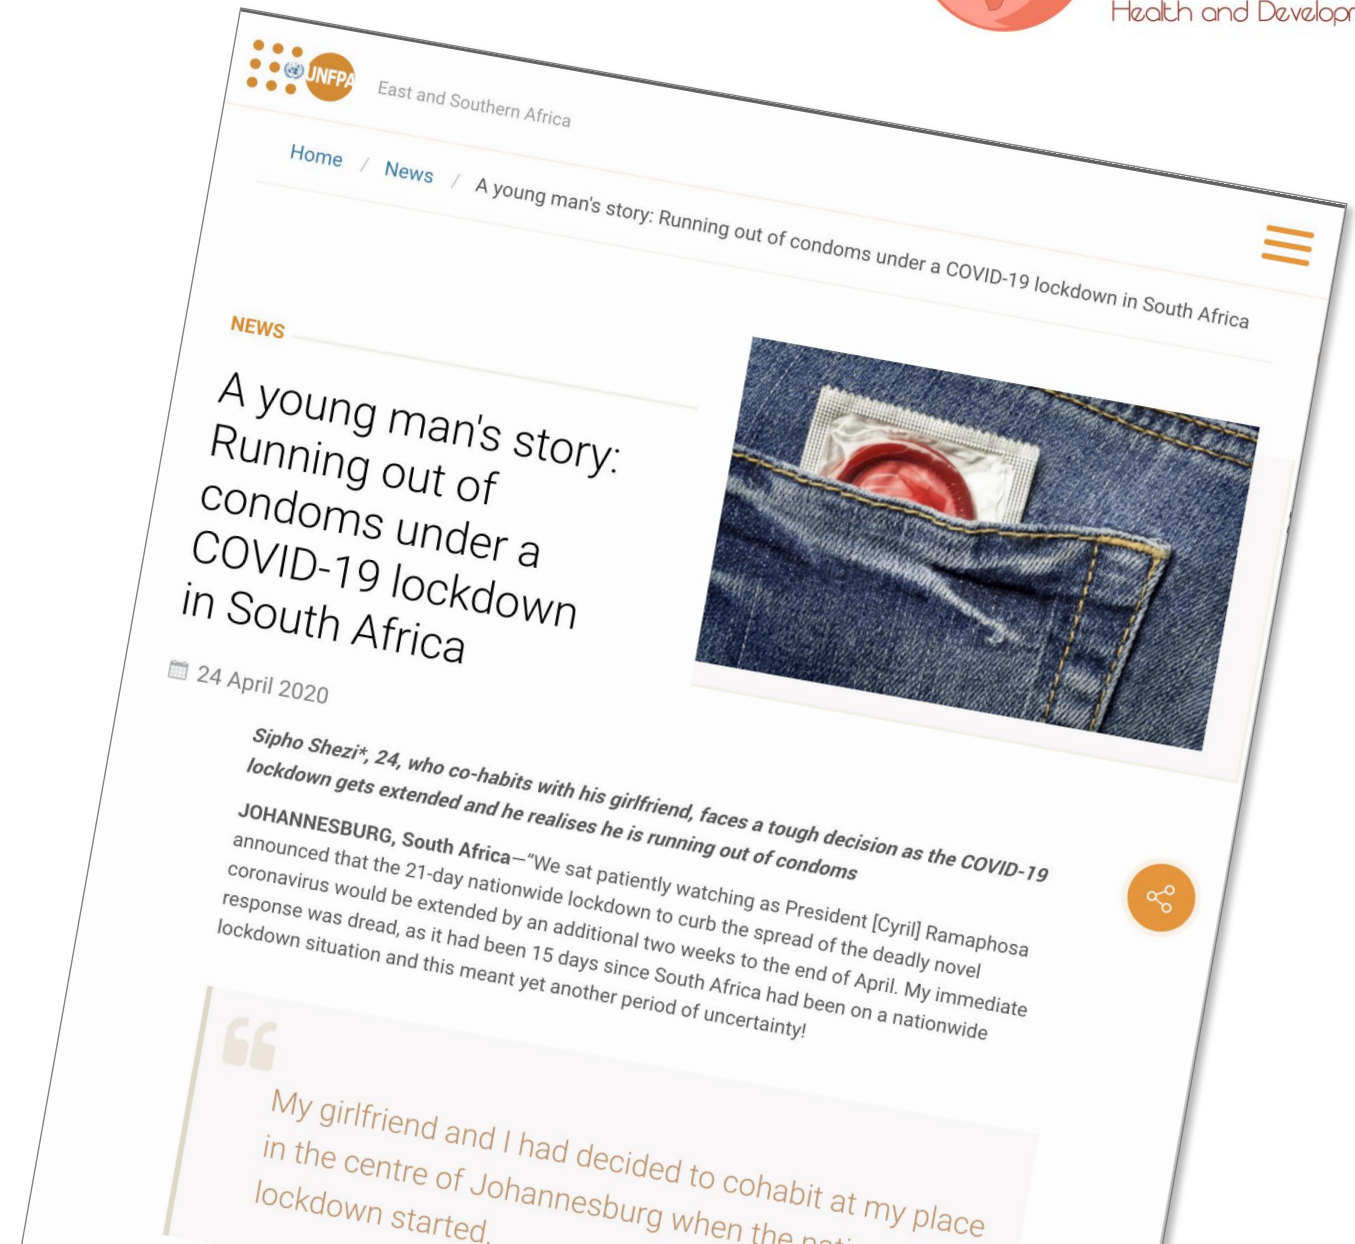 Health and Develop
UNFPA
East and Southern Africa
Home / News / A young man's story: Running out of condoms under a COVID-19 lockdown in South Africa
NEWS
A young man's story:
Running out of
condoms under a
COVID-19 lockdown
in South Africa
24 April 2020
Sipho Shezi*, 24, who co-habits with his girlfriend, faces a tough decision as the COVID-19
lockdown gets extended and he realises he is running out of condoms
JOHANNESBURG, South Africa—“We sat patiently watching as President [Cyril] Ramaphosa
announced that the 21-day nationwide lockdown to curb the spread of the deadly novel
coronavirus would be extended by an additional two weeks to the end of April. My immediate
response was dread, as it had been 15 days since South Africa had been on a nationwide
lockdown situation and this meant yet another period of uncertainty!
“
My girlfriend and I had decided to cohabit at my place
in the centre of Johannesburg when the
lockdown started.